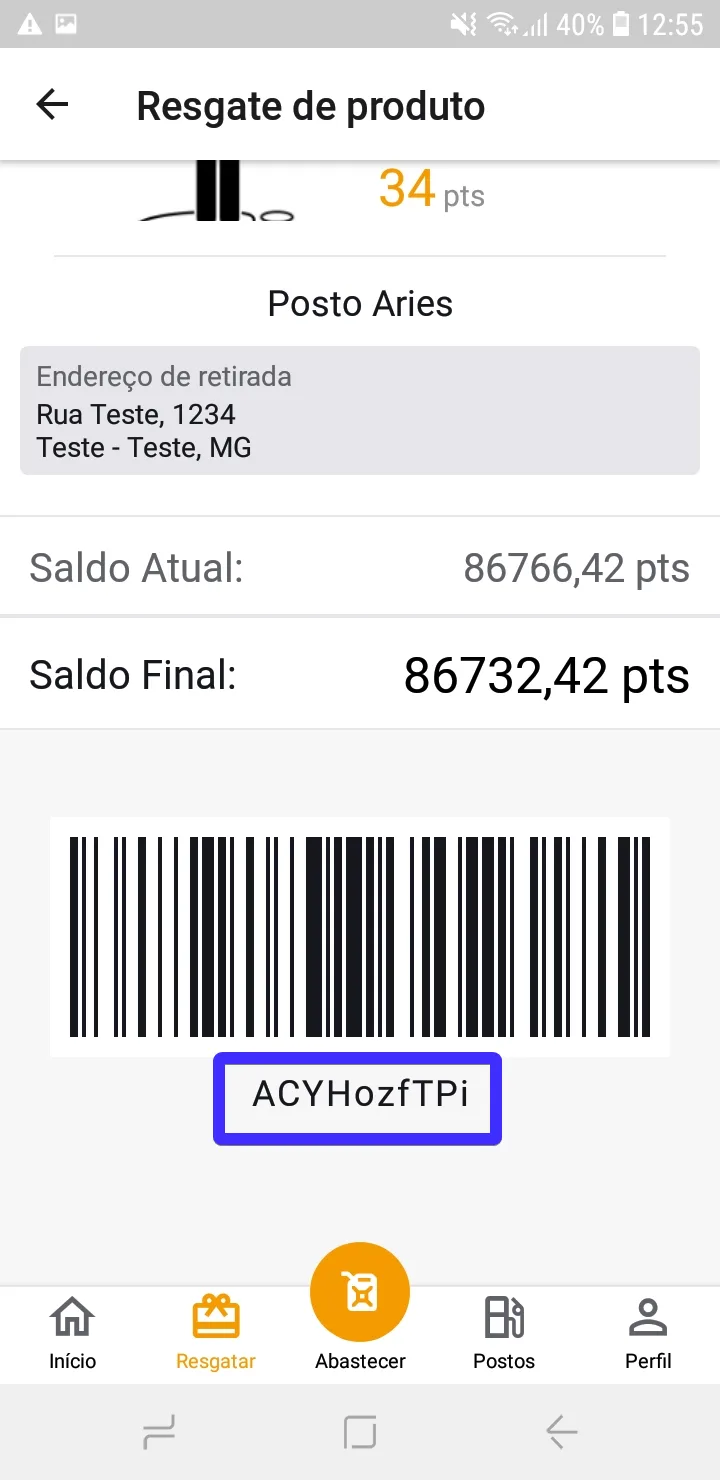 40% 12:55
Resgate de produto
34 pts
Posto Aries
Endereço de retirada
Rua Teste, 1234
Teste - Teste, MG
Saldo Atual: 86766,42 pts
Saldo Final: 86732,42 pts
ACYHozfTPi
Início Resgatar Abastecer Postos Perfil